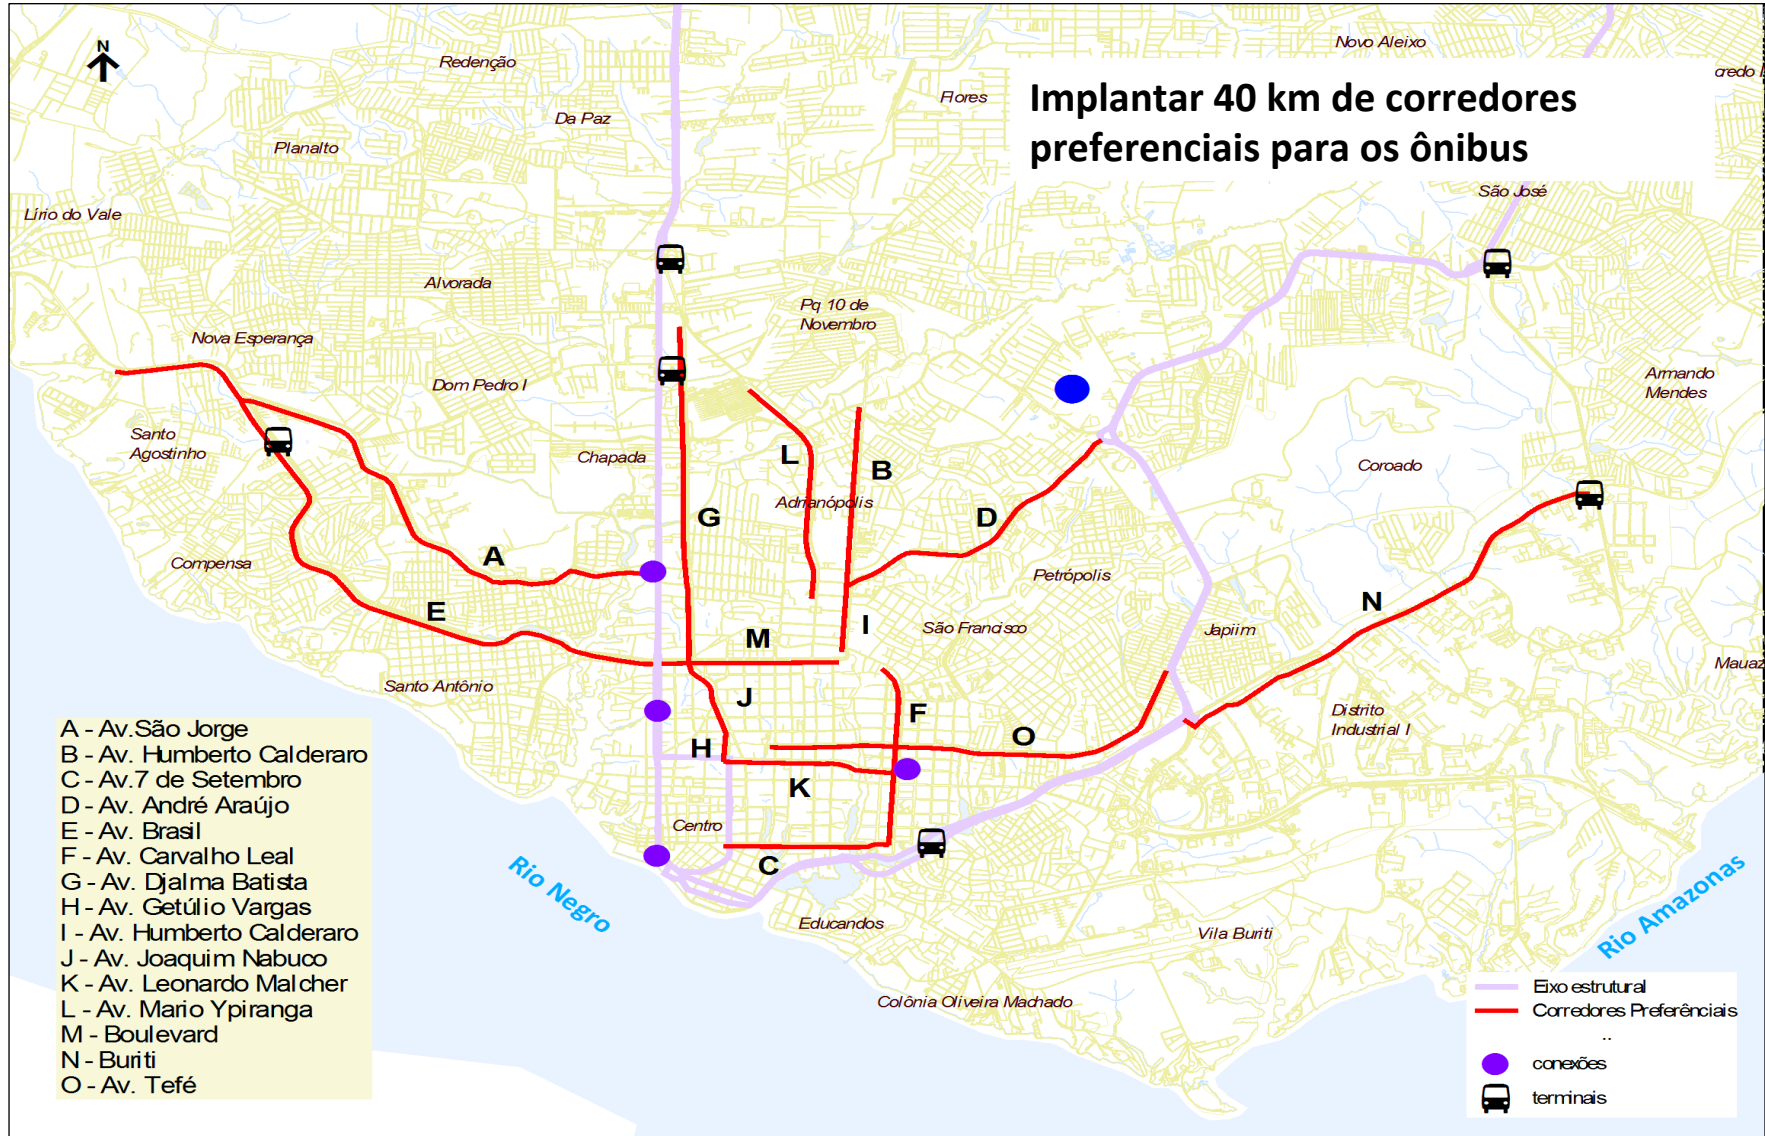 N
Redenção
Novo Aleixo
credo
Implantar 40 km de corredores
preferenciais para os ônibus
Flores
Da Paz
Planalto
São José
Lírio do Vale
Alvorada
Pq 10 de
Novembro
Nova Esperança
Dom Pedro I
Armando
Mendes
Santo
Agostinho
Chapada
L
B
Coroado
Adrianópolis
G
D
A
Compensa
Petrópolis
E
N
M
I
São Francisco
Japiim
Mauaz
Santo Antônio
J
F
Distrito
Industrial I
O
H
K
Centro
C
A - Av.São Jorge
B - Av. Humberto Calderaro
C - Av.7 de Setembro
D - Av. André Araújo
E - Av. Brasil
F - Av. Carvalho Leal
G - Av. Djalma Batista
H - Av. Getúlio Vargas
I - Av. Humberto Calderaro
J - Av. Joaquim Nabuco
K - Av. Leonardo Malcher
L - Av. Mario Ypiranga
M - Boulevard
N - Buriti
O - Av. Tefé
Rio Negro
Educandos
Vila Buriti
Rio Amazonas
Colônia Oliveira Machado
Eixo estrutural
Corredores Preferênciais
..
conexões
terminais